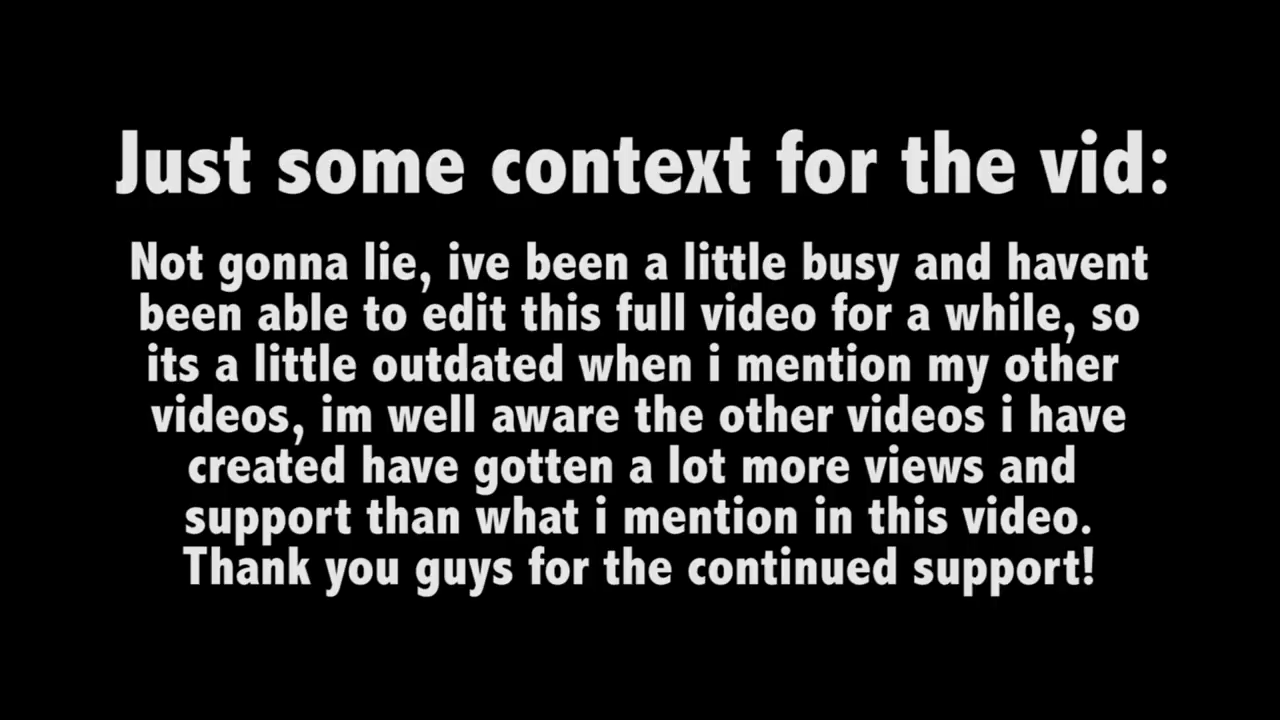 Just some context for the vid:
Not gonna lie, ive been a little busy and havent
been able to edit this full video for a while, so
its a little outdated when i mention my other
videos, im well aware the other videos i have
created have gotten a lot more views and
support than what i mention in this video.
Thank you guys for the continued support!